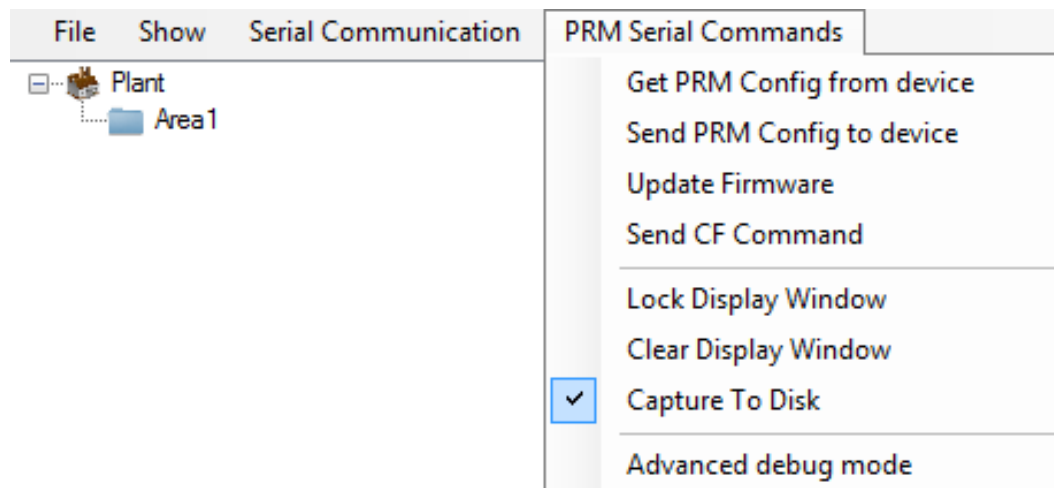 File Show Serial Communication PRM Serial Commands
Plant
Area1
Get PRM Config from device
Send PRM Config to device
Update Firmware
Send CF Command
Lock Display Window
Clear Display Window
Capture To Disk
Advanced debug mode